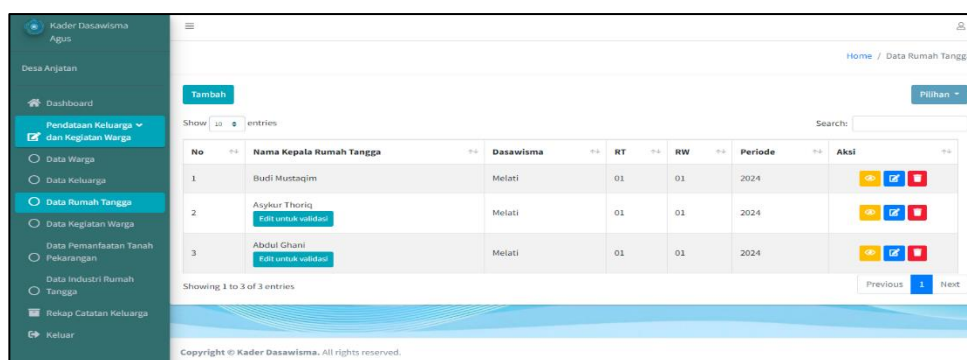 Kader Dasawisma
Agus
Desa Anjatan
Dashboard
Pendataan Keluarga
dan Kegiatan Warga
Data Warga
Data Keluarga
Data Rumah Tangga
Data Kegiatan Warga
Data Pemanfaatan Tanah
Pekarangan
Data Industri Rumah
Tangga
Rekap Catatan Keluarga
Keluar
Home / Data Rumah Tangg
Tambah
Pilihan
Show 10 entries
Search:
No Nama Kepala Rumah Tangga Dasawisma RT RW Periode Aksi
1 Budi Mustaqim Melati 01 01 2024
2 Asykur Thoriq Melati 01 01 2024
Edit untuk validasi
3 Abdul Ghani Melati 01 01 2024
Edit untuk validasi
Showing 1 to 3 of 3 entries
Previous 1 Next
Copyright © Kader Dasawisma. All rights reserved.